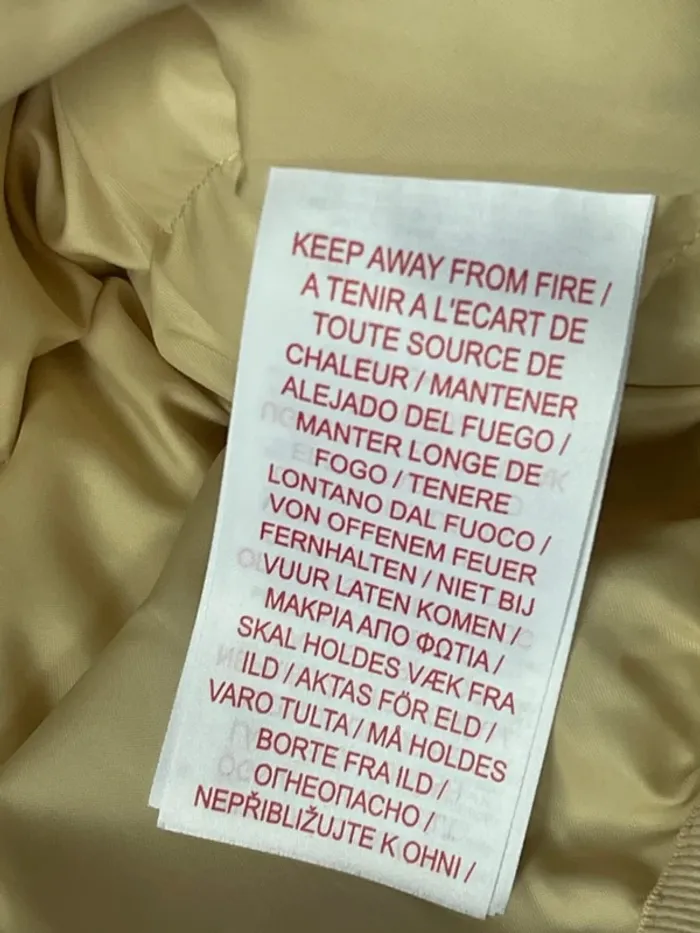 KEEP AWAY FROM FIRE /
A TENIR A L'ECART DE
TOUTE SOURCE DE
CHALEUR / MANTENER
ALEJADO DEL FUEGO /
MANTER LONGE DE
FOGO / TENERE
LONTANO DAL FUOCO /
VON OFFENEM FEUER
FERNHALTEN / NIET BIJ
VUUR LATEN KOMEN /
ΜΑΚΡΙΑ ΑΠΟ ΦΩΤΙΑ /
SKAL HOLDES VÆK FRA
ILD / AKTAS FÖR ELD /
VARO TULTA / MÅ HOLDES
BORTE FRA ILD /
ОГНЕОПАСНО /
NEPŘIBLIŽUJTE K OHNI /